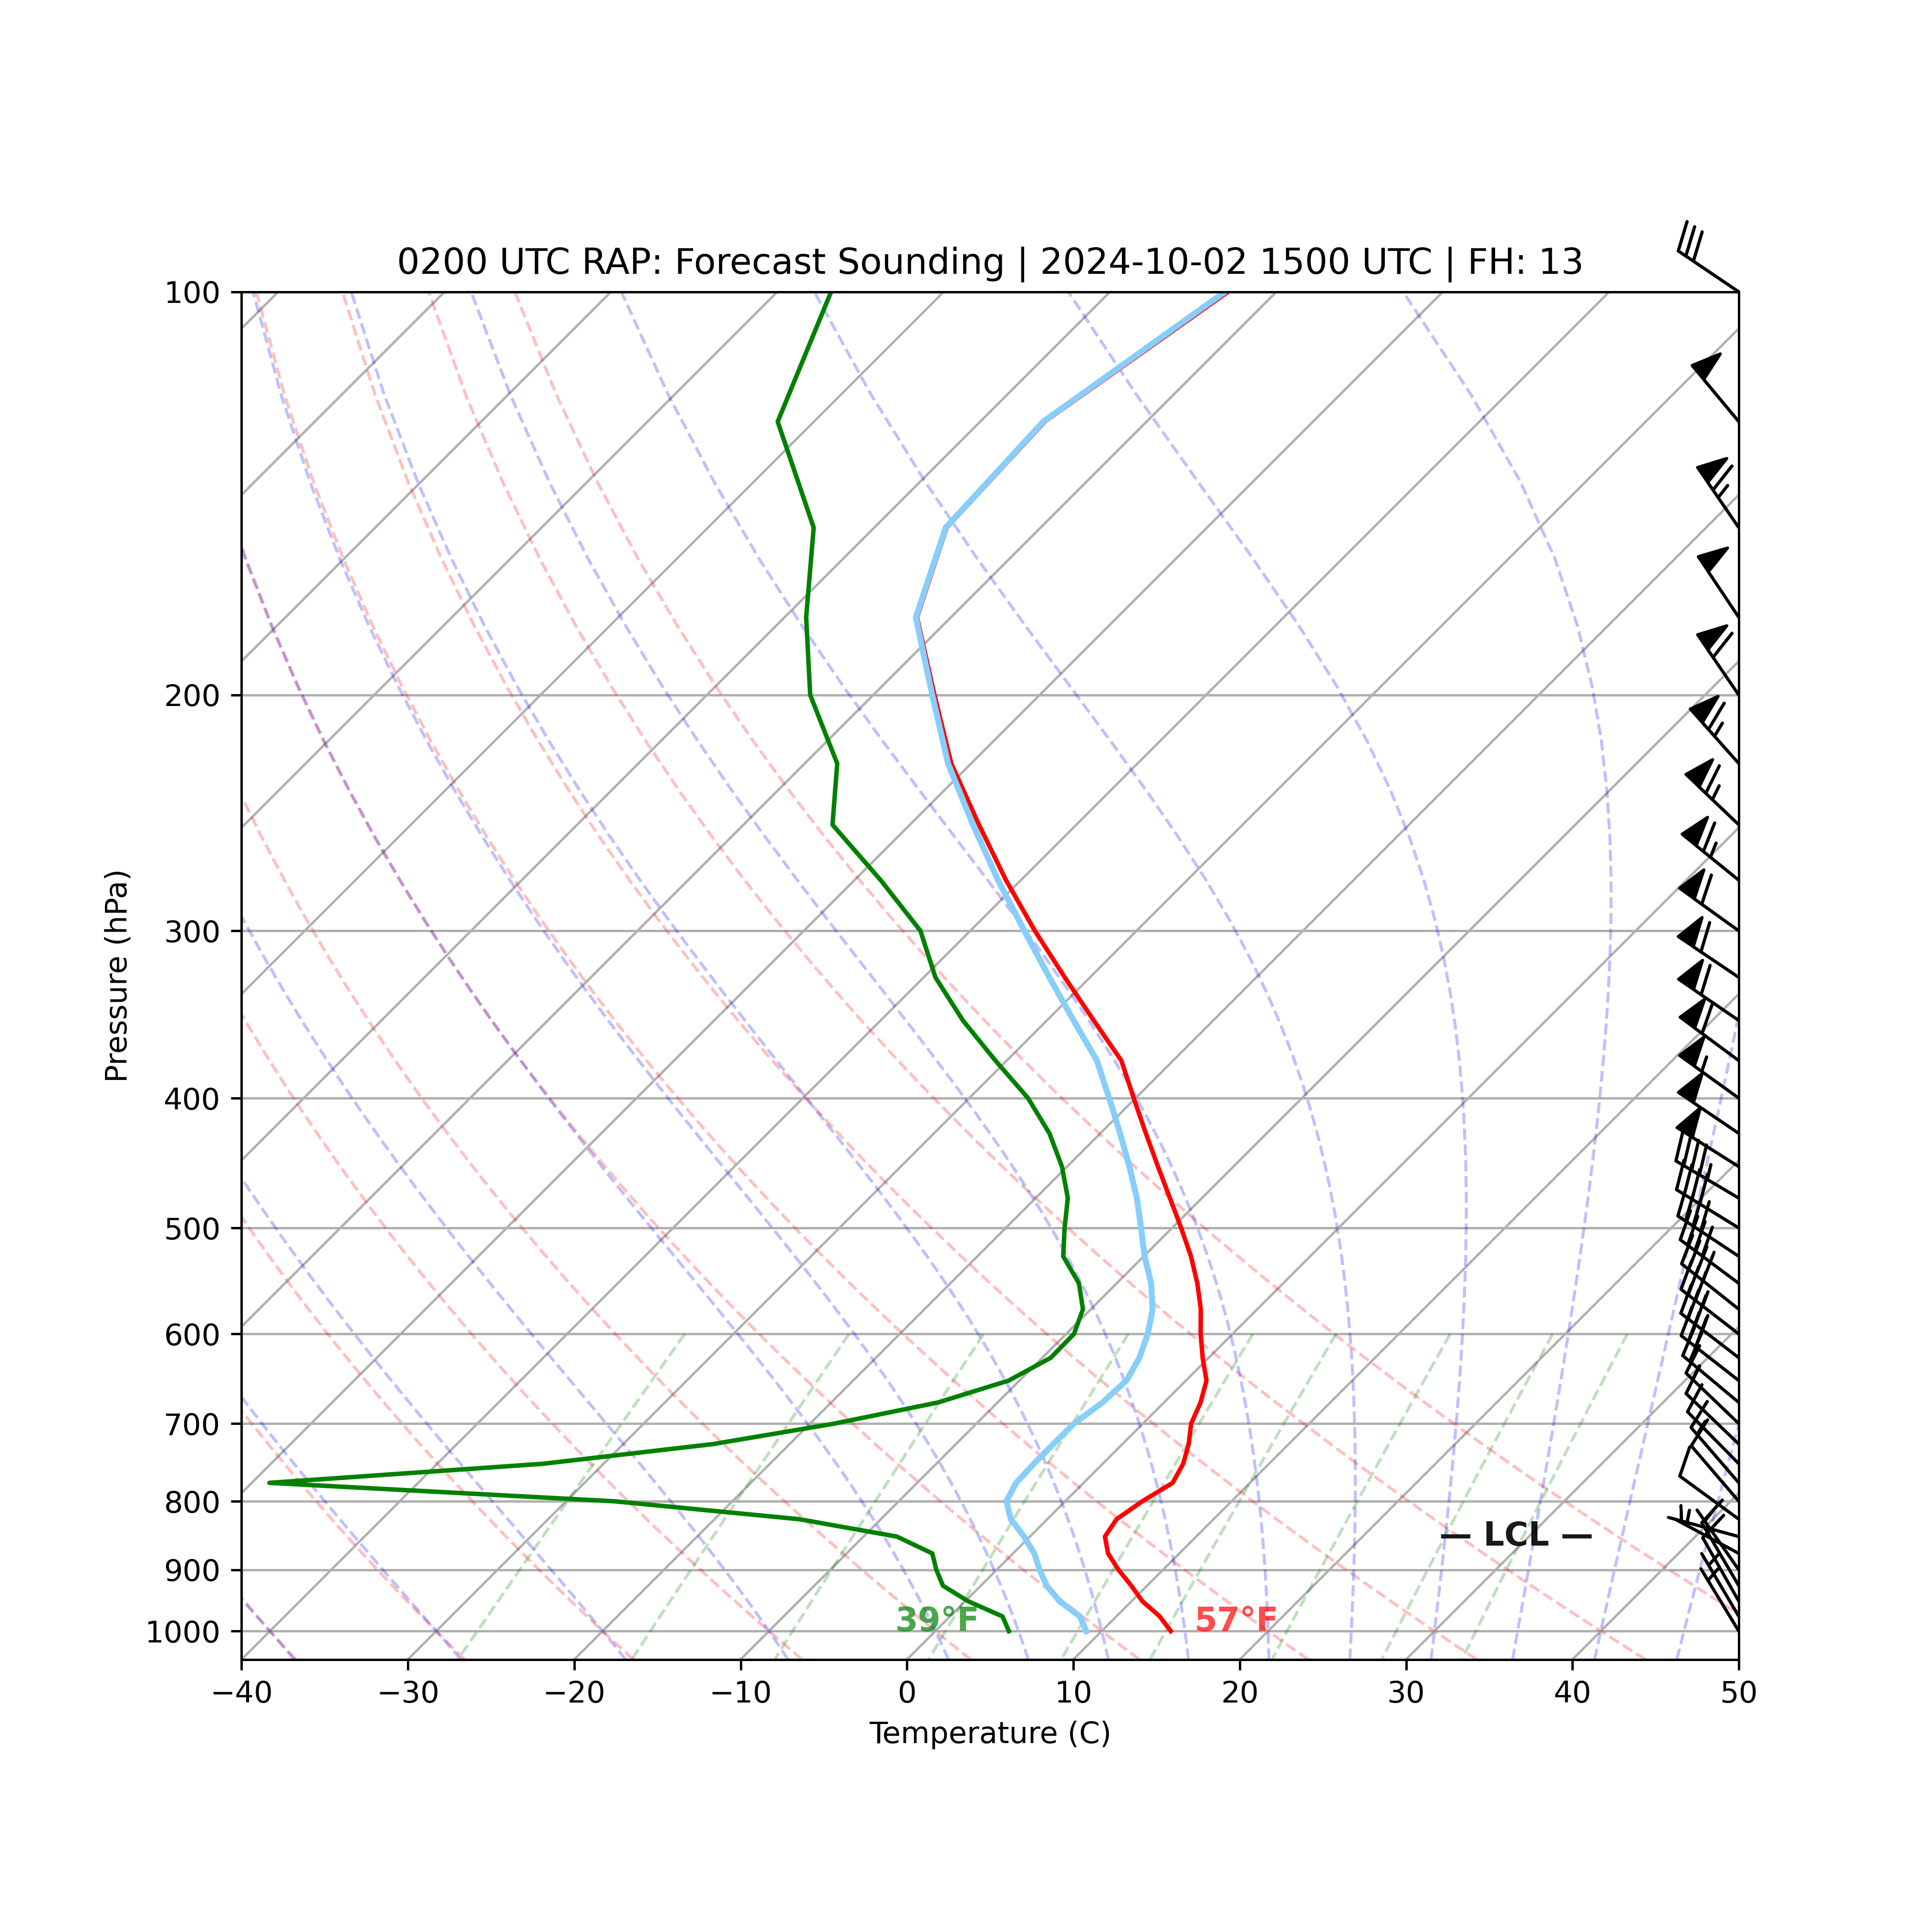 0200 UTC RAP: Forecast Sounding | 2024-10-02 1500 UTC | FH: 13
100
200
300
400
500
600
700
800
900
1000
Pressure (hPa)
— LCL —
39°F
57°F
−40 −30 −20 −10 0 10 20 30 40 50
Temperature (C)